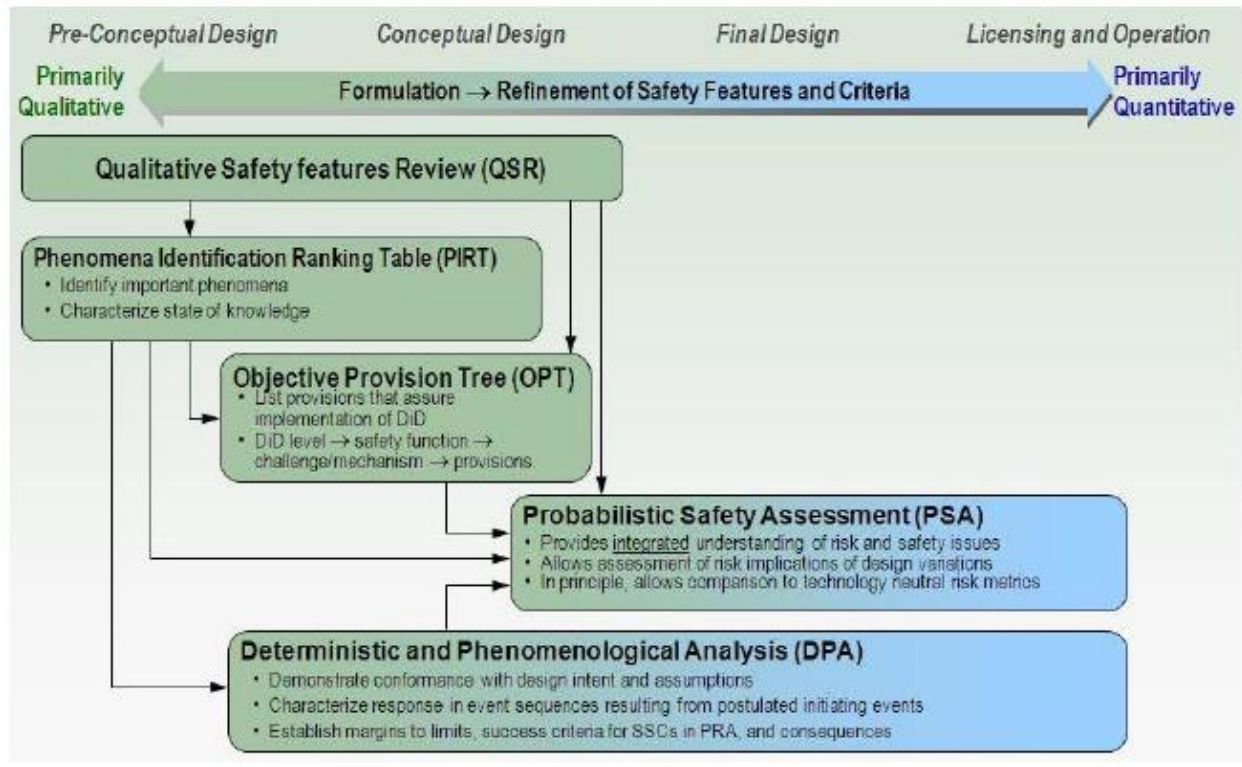 Pre-Conceptual Design Conceptual Design Final Design Licensing and Operation
Primarily
Qualitative
Formulation → Refinement of Safety Features and Criteria
Primarily
Quantitative
Qualitative Safety features Review (QSR)
Phenomena Identification Ranking Table (PIRT)
• Identify important phenomena
• Characterize state of knowledge
Objective Provision Tree (OPT)
• List provisions that assure
implementation of DiD
• DiD level → safety function →
challenge/mechanism → provisions
Probabilistic Safety Assessment (PSA)
• Provides integrated understanding of risk and safety issues
• Allows assessment of risk implications of design variations
• In principle, allows comparison to technology neutral risk metrics
Deterministic and Phenomenological Analysis (DPA)
• Demonstrate conformance with design intent and assumptions
• Characterize response in event sequences resulting from postulated initiating events
• Establish margins to limits, success criteria for SSCs in PRA, and consequences